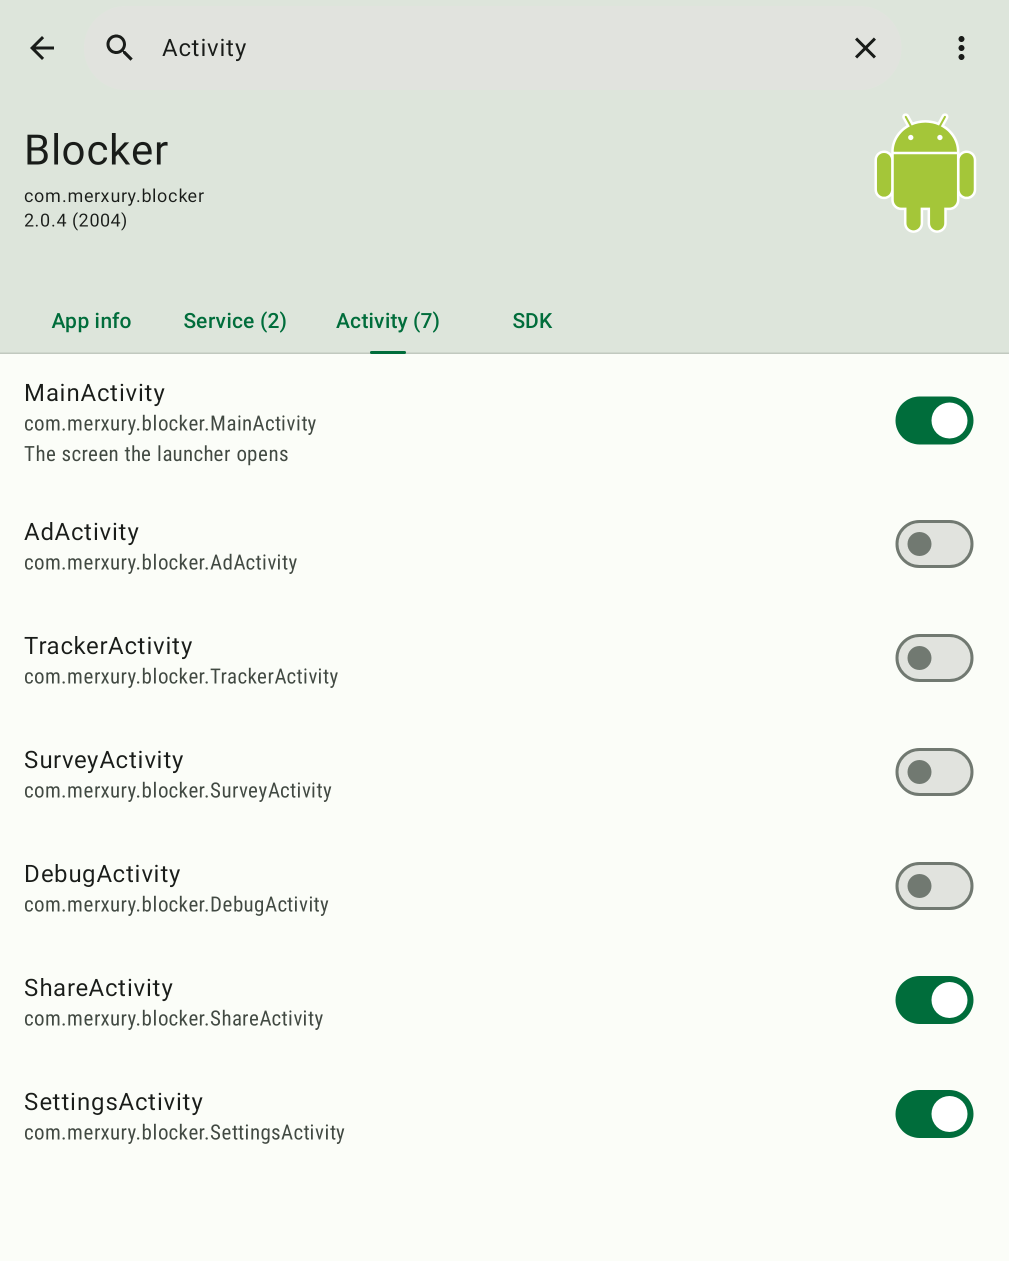 Activity
Blocker
com.merxury.blocker
2.0.4 (2004)
App info Service (2) Activity (7) SDK
MainActivity
com.merxury.blocker.MainActivity
The screen the launcher opens
AdActivity
com.merxury.blocker.AdActivity
TrackerActivity
com.merxury.blocker.TrackerActivity
SurveyActivity
com.merxury.blocker.SurveyActivity
DebugActivity
com.merxury.blocker.DebugActivity
ShareActivity
com.merxury.blocker.ShareActivity
SettingsActivity
com.merxury.blocker.SettingsActivity